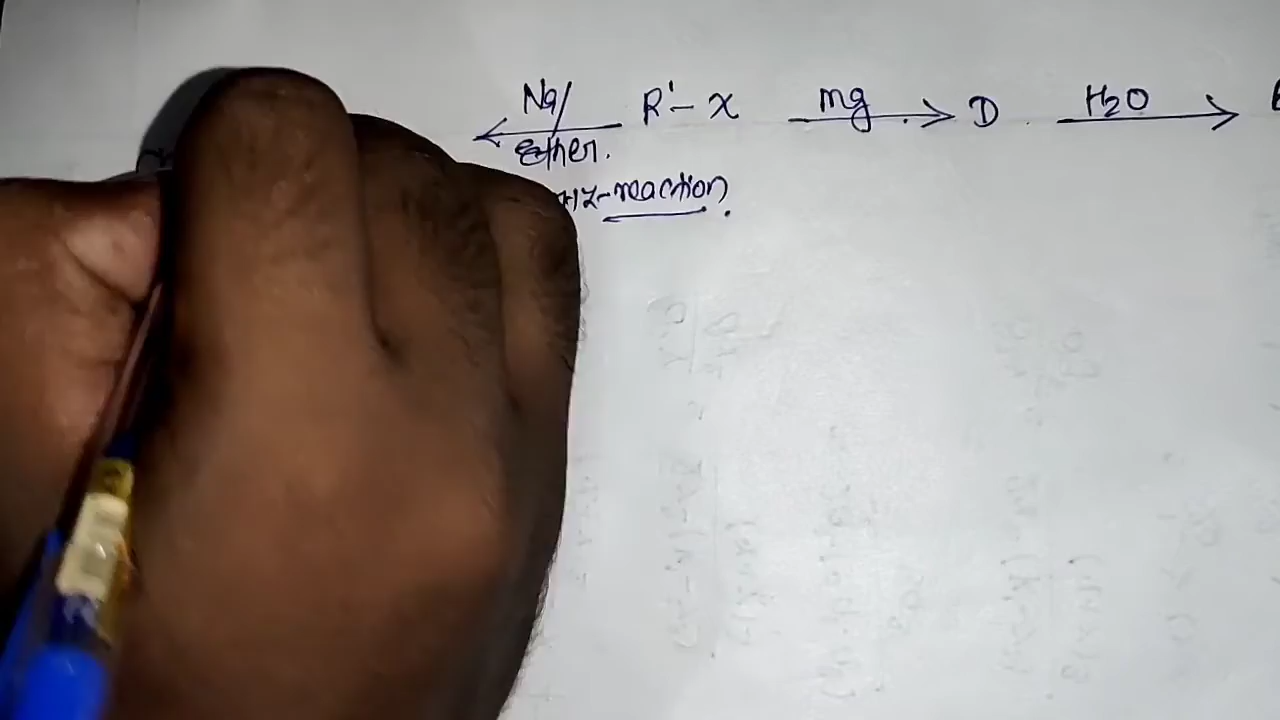 Na/ R'-X mg D H2O
Ether.
-reaction.